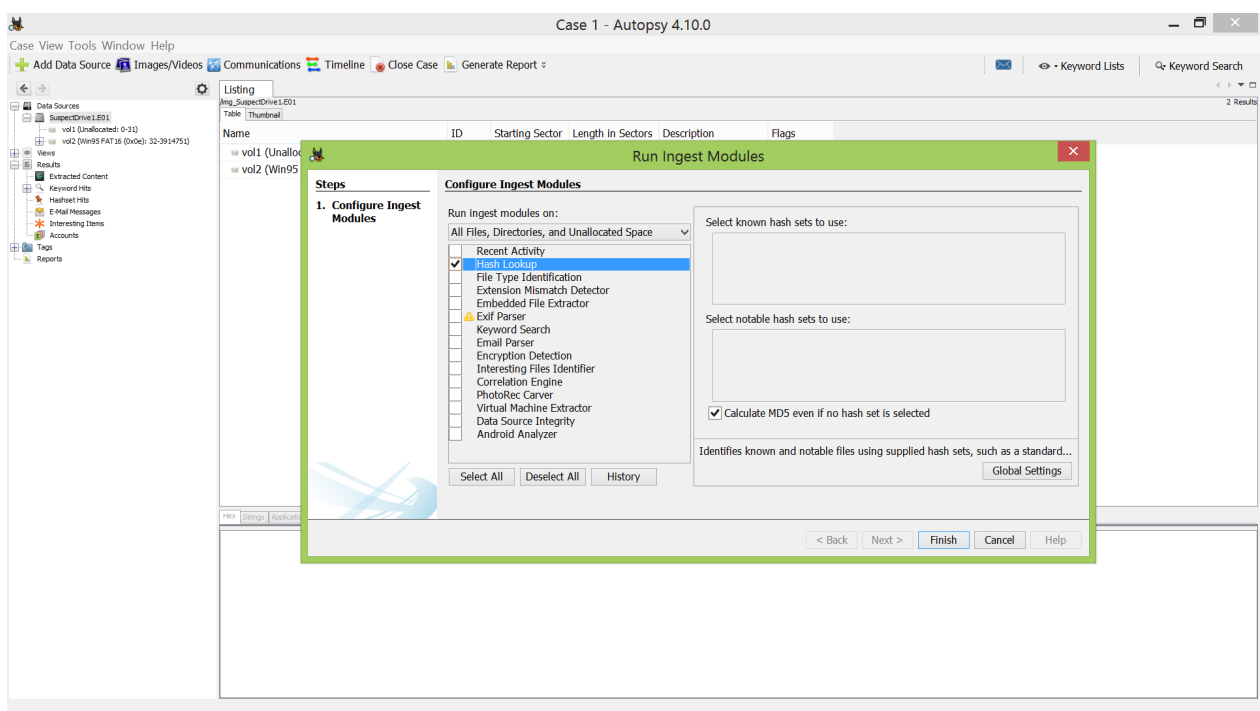 Case 1 - Autopsy 4.10.0
Case View Tools Window Help
Add Data Source Images/Videos Communications Timeline Close Case Generate Report Keyword Lists Keyword Search
Listing
/img_SuspectDrive1.E01
2 Results
Table Thumbnail
Name ID Starting Sector Length in Sectors Description Flags
vol1 (Unalloc
vol2 (Win95
Data Sources
SuspectDrive1.E01
vol1 (Unallocated: 0-31)
vol2 (Win95 FAT16 (0x0e): 32-3914751)
Views
Results
Extracted Content
Keyword Hits
Hashset Hits
E-Mail Messages
Interesting Items
Accounts
Tags
Reports
Run Ingest Modules
Steps
1. Configure Ingest
Modules
Configure Ingest Modules
Run ingest modules on:
All Files, Directories, and Unallocated Space
Recent Activity
Hash Lookup
File Type Identification
Extension Mismatch Detector
Embedded File Extractor
Exif Parser
Keyword Search
Email Parser
Encryption Detection
Interesting Files Identifier
Correlation Engine
PhotoRec Carver
Virtual Machine Extractor
Data Source Integrity
Android Analyzer
Select All Deselect All History
Select known hash sets to use:
Select notable hash sets to use:
Calculate MD5 even if no hash set is selected
Identifies known and notable files using supplied hash sets, such as a standard...
Global Settings
< Back Next > Finish Cancel Help
Hex Strings Applicatio